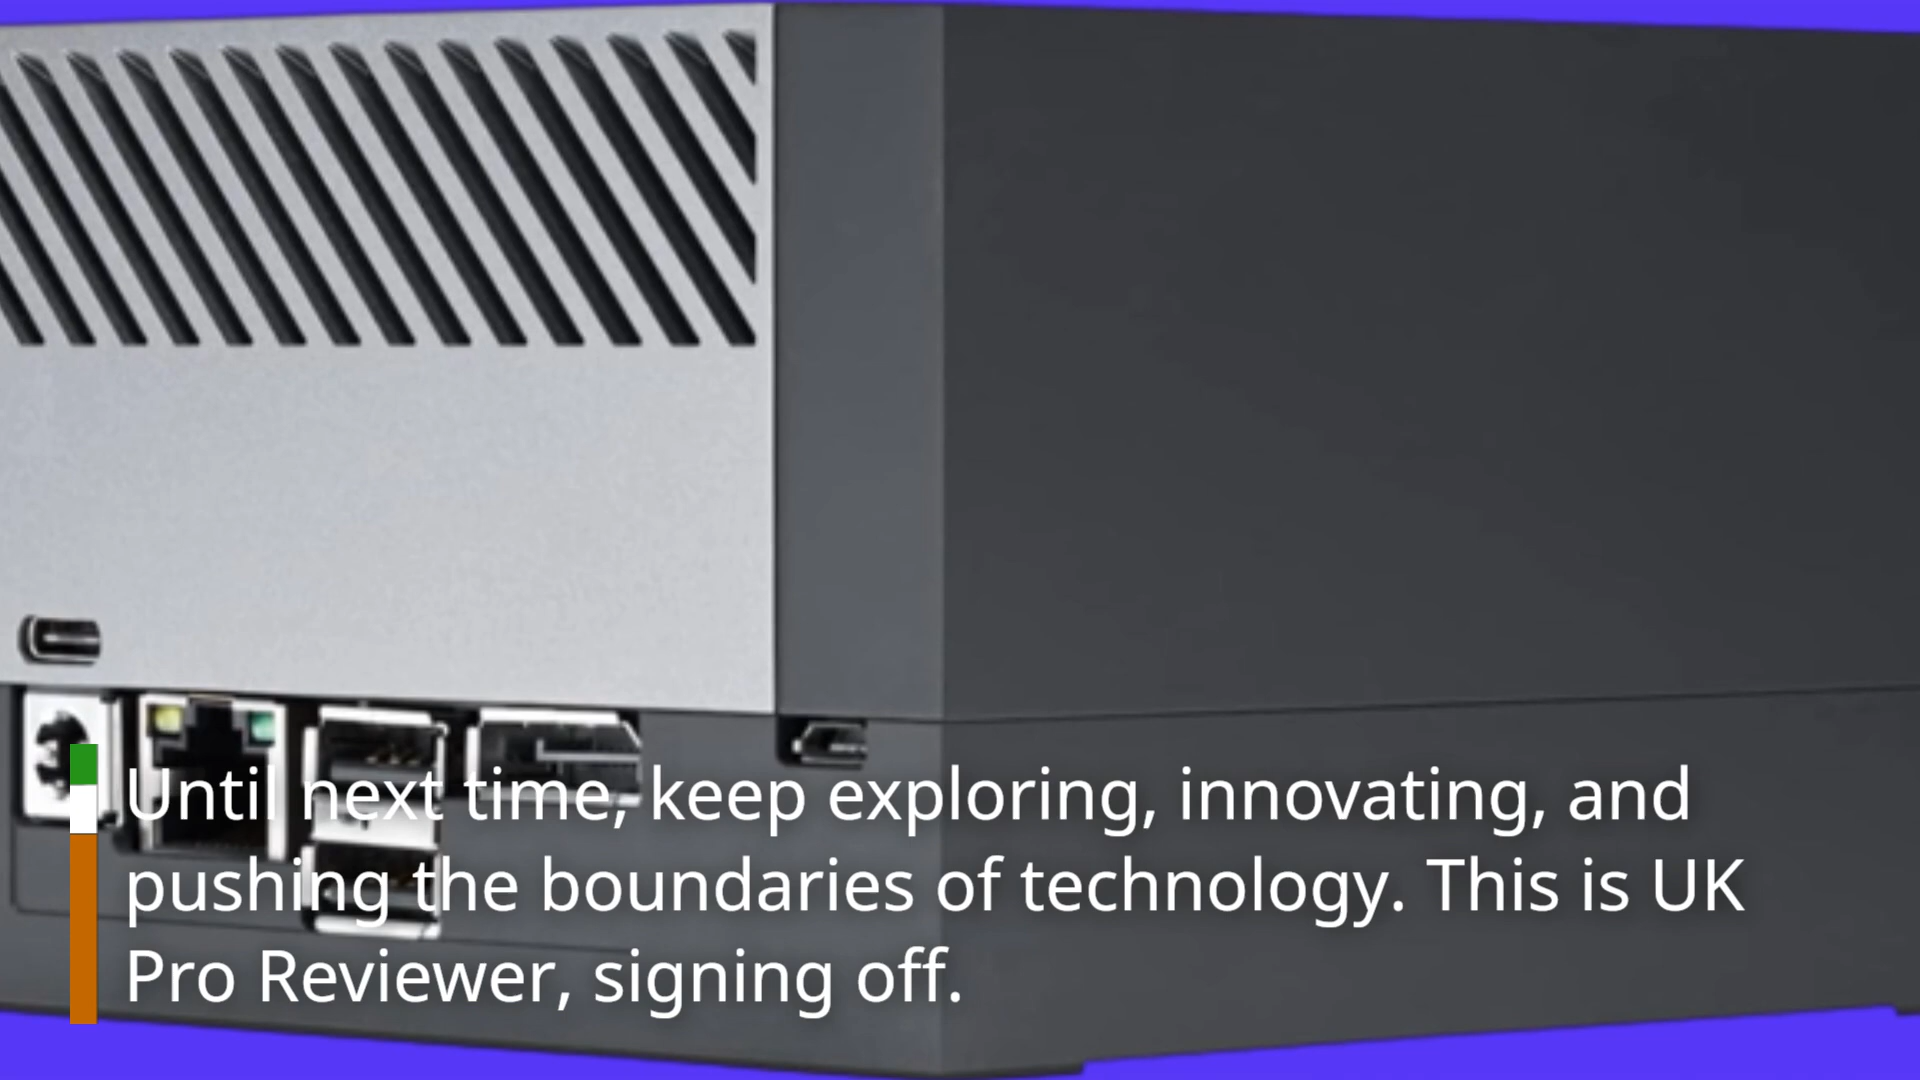 Until next time, keep exploring, innovating, and
pushing the boundaries of technology. This is UK
Pro Reviewer, signing off.